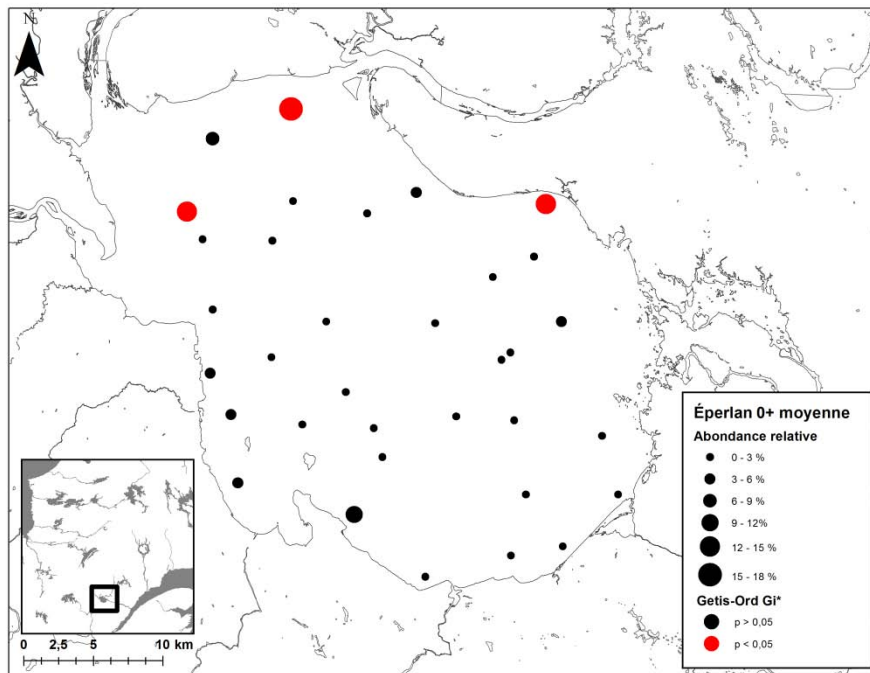 N
Éperlan 0+ moyenne
Abondance relative
0 - 3 %
3 - 6 %
6 - 9 %
9 - 12%
12 - 15 %
15 - 18 %
Getis-Ord Gi*
p > 0,05
p < 0,05
0 2,5 5 10 km